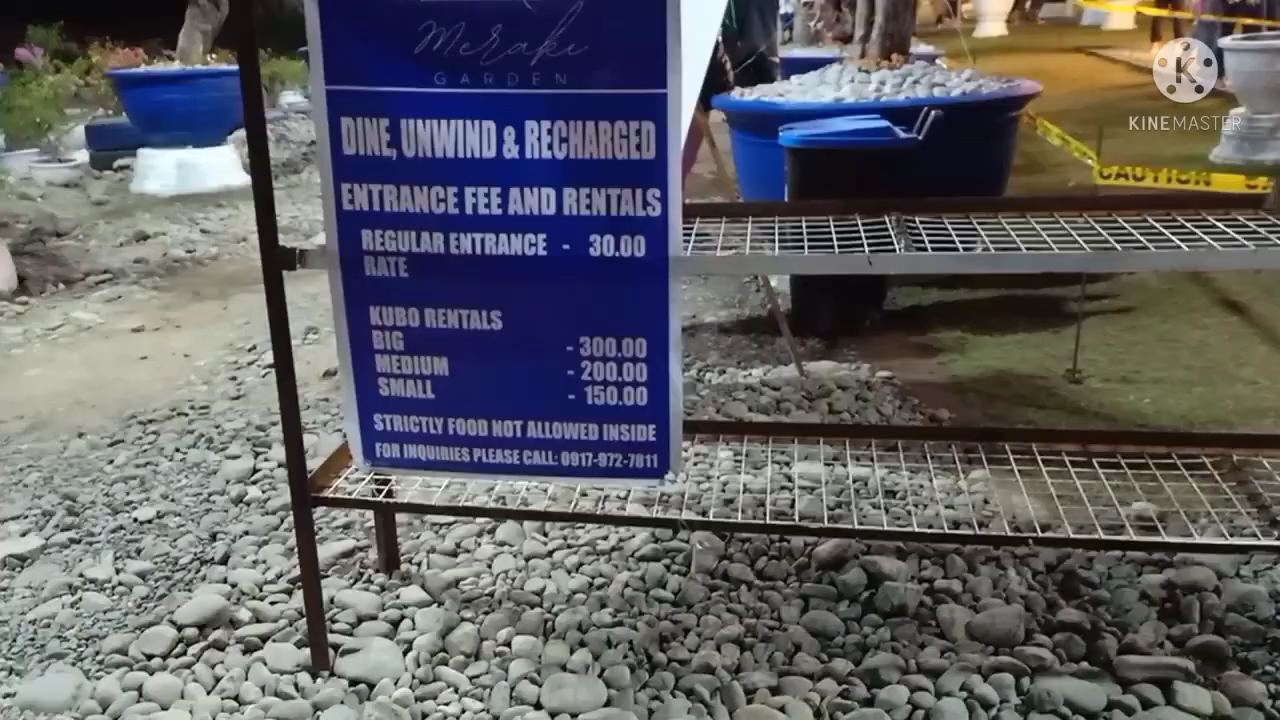 Meraki
GARDEN
DINE, UNWIND & RECHARGED
ENTRANCE FEE AND RENTALS
REGULAR ENTRANCE - 30.00
RATE
KUBO RENTALS
BIG - 300.00
MEDIUM - 200.00
SMALL - 150.00
STRICTLY FOOD NOT ALLOWED INSIDE
FOR INQUIRIES PLEASE CALL: 0917-972-7811
K
KINEMASTER
CAUTION